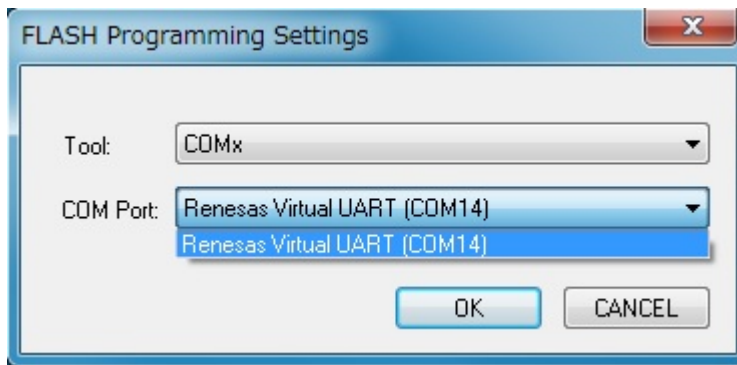 FLASH Programming Settings
x
Tool: COMx
COM Port: Renesas Virtual UART (COM14)
Renesas Virtual UART (COM14)
OK CANCEL